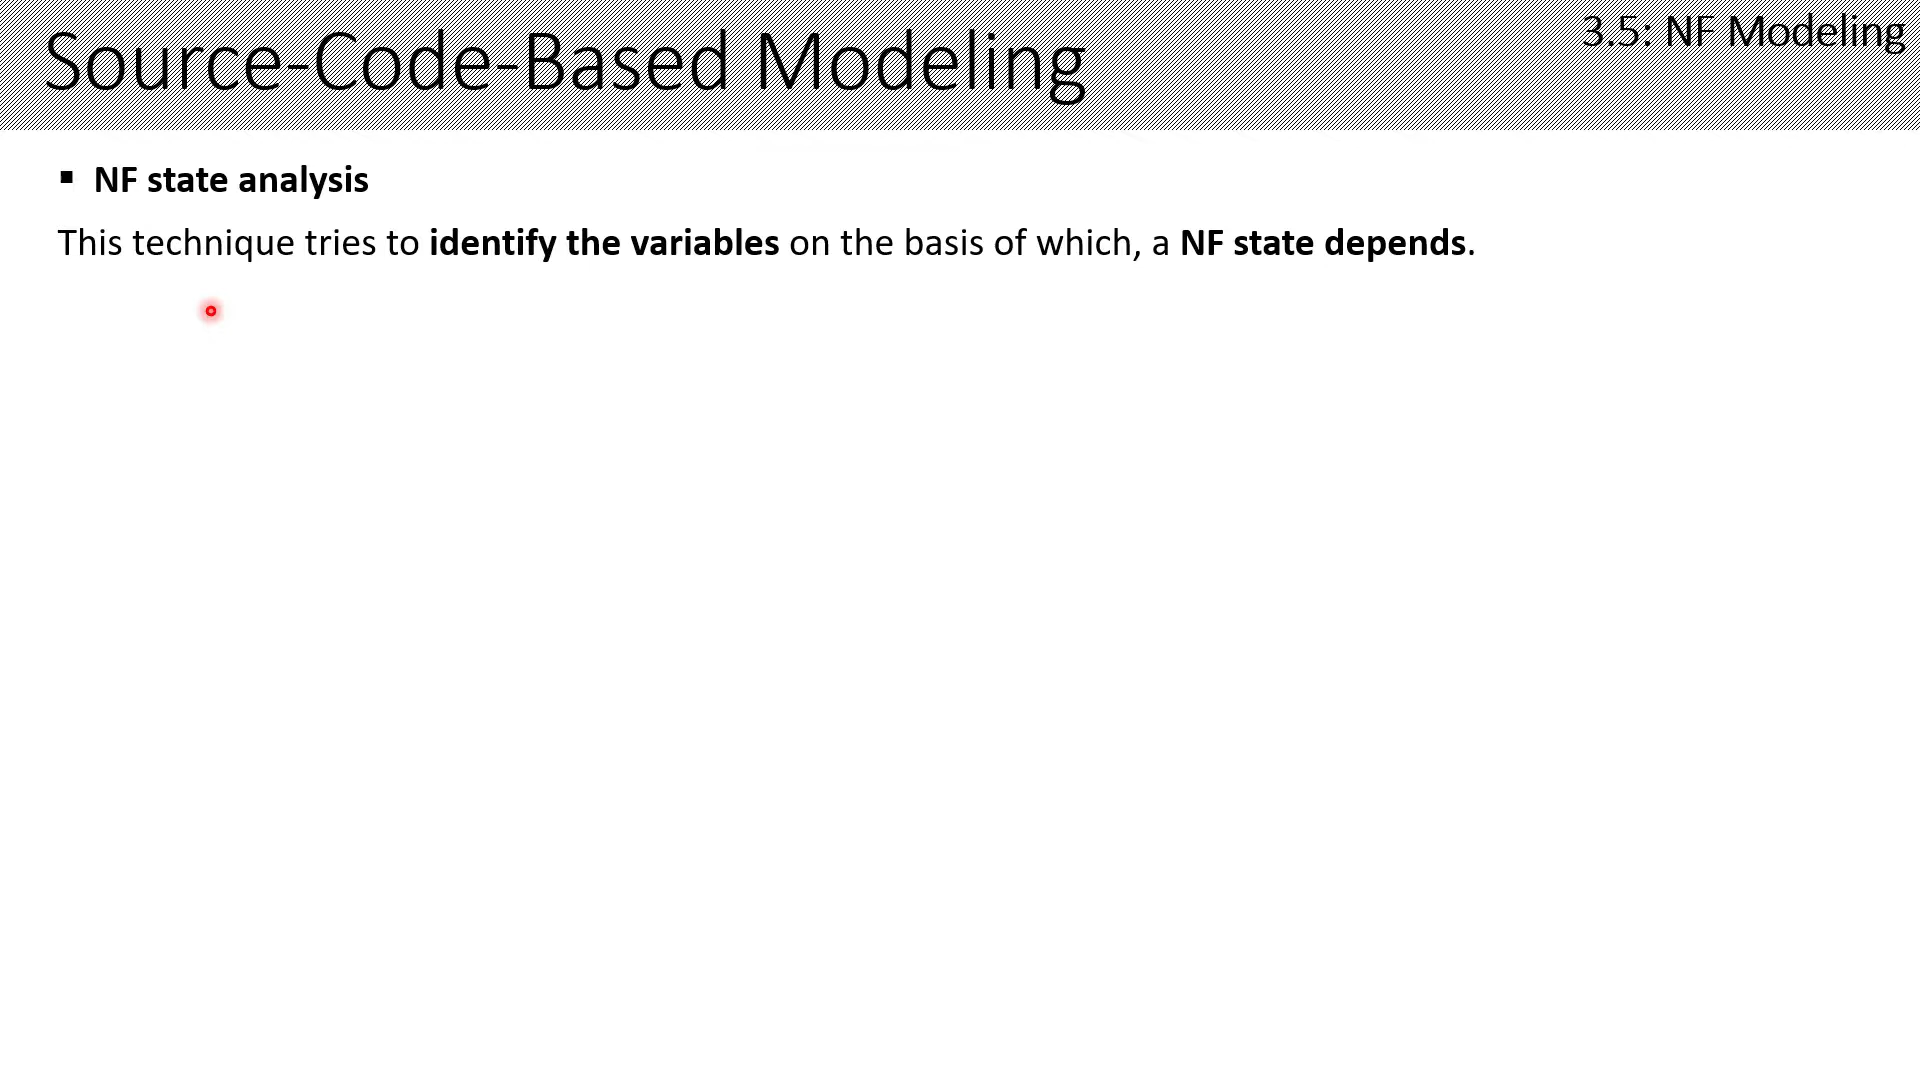 3.5: NF Modeling
Source-Code-Based Modeling
▪ NF state analysis
This technique tries to identify the variables on the basis of which, a NF state depends.